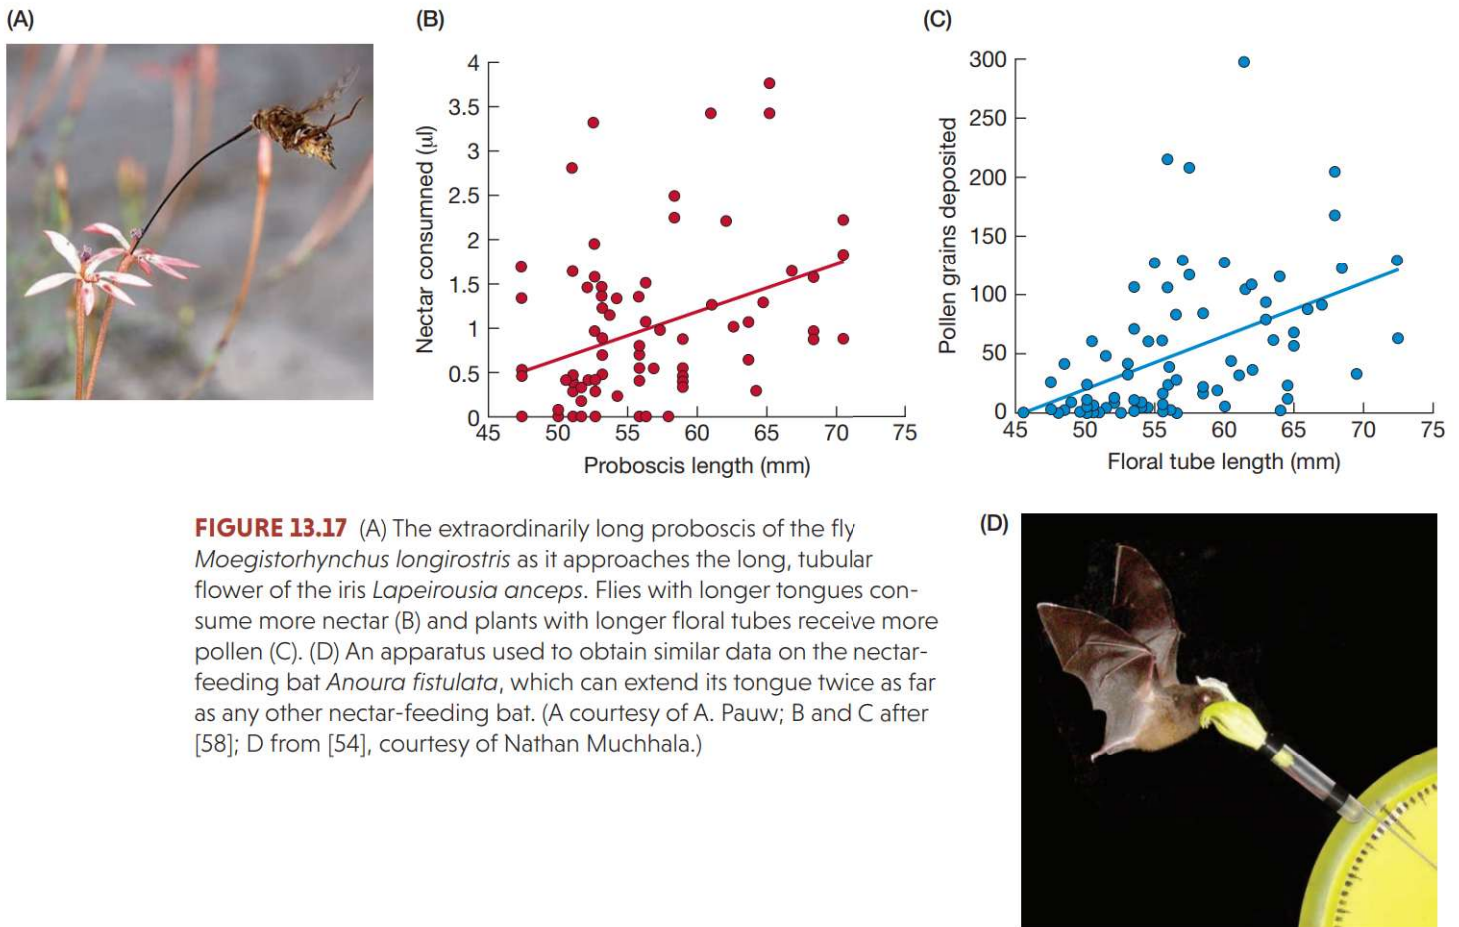 (A)
(B)
4
3.5
3
2.5
2
1.5
1
0.5
0
45 50 55 60 65 70 75
Nectar consumned (µl)
Proboscis length (mm)
(C)
300
250
200
150
100
50
0
45 50 55 60 65 70 75
Pollen grains deposited
Floral tube length (mm)
FIGURE 13.17 (A) The extraordinarily long proboscis of the fly
Moegistorhynchus longirostris as it approaches the long, tubular
flower of the iris Lapeirousia anceps. Flies with longer tongues con-
sume more nectar (B) and plants with longer floral tubes receive more
pollen (C). (D) An apparatus used to obtain similar data on the nectar-
feeding bat Anoura fistulata, which can extend its tongue twice as far
as any other nectar-feeding bat. (A courtesy of A. Pauw; B and C after
[58]; D from [54], courtesy of Nathan Muchhala.)
(D)